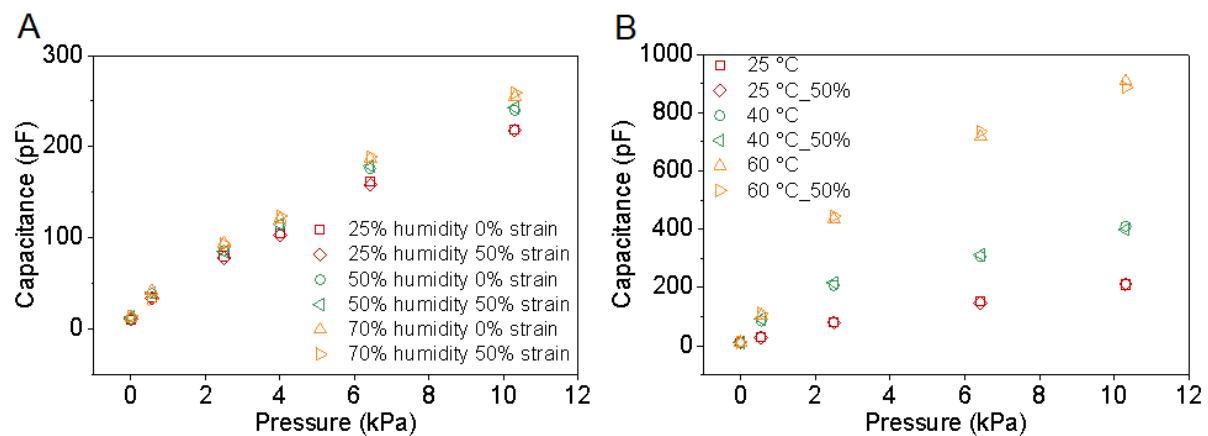 A
Capacitance (pF)
300
200
100
0
0 2 4 6 8 10 12
Pressure (kPa)
25% humidity 0% strain
25% humidity 50% strain
50% humidity 0% strain
50% humidity 50% strain
70% humidity 0% strain
70% humidity 50% strain
B
Capacitance (pF)
1000
800
600
400
200
0
0 2 4 6 8 10 12
Pressure (kPa)
25 °C
25 °C_50%
40 °C
40 °C_50%
60 °C
60 °C_50%